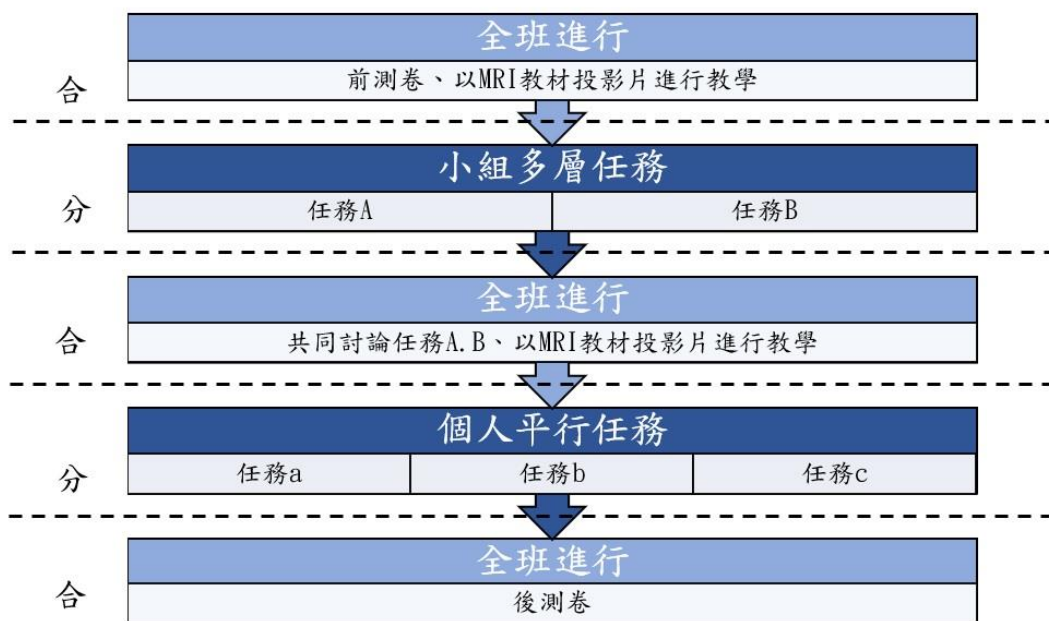 全班進行
合
前測卷、以MRI教材投影片進行教學
小組多層任務
分
任務A
任務B
全班進行
合
共同討論任務A.B、以MRI教材投影片進行教學
個人平行任務
分
任務a
任務b
任務c
全班進行
合
後測卷